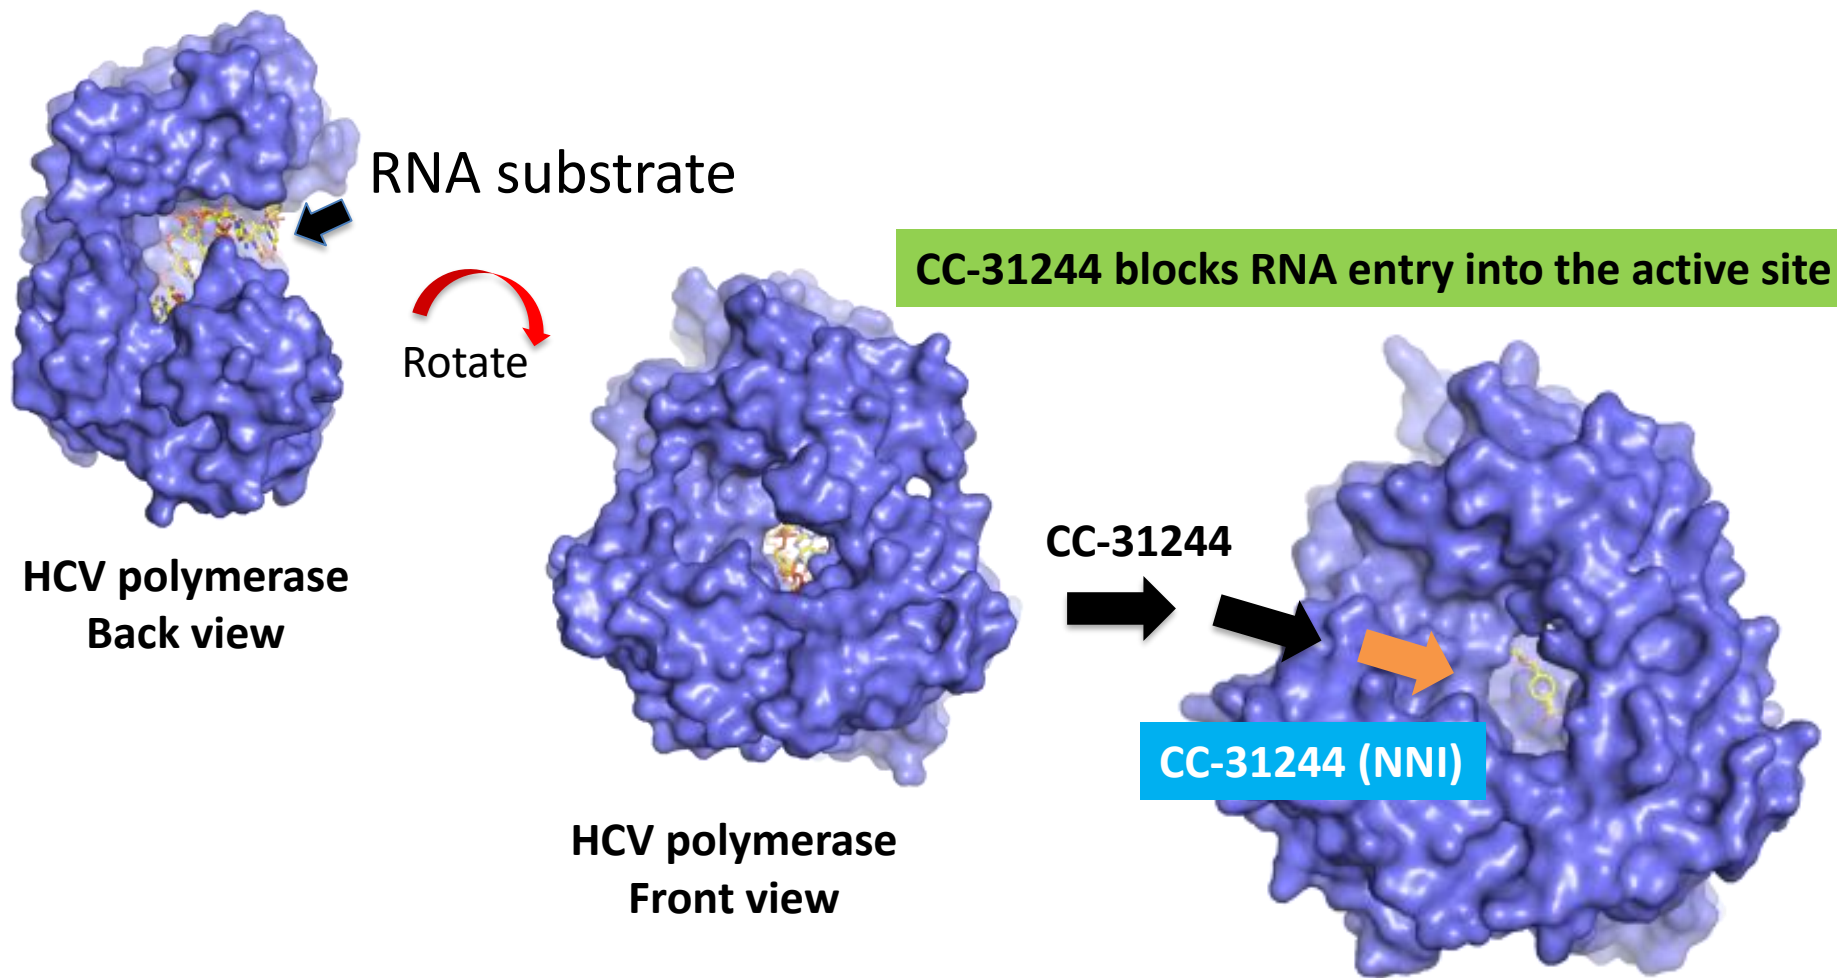 RNA substrate
CC-31244 blocks RNA entry into the active site
Rotate
CC-31244
HCV polymerase
Back view
CC-31244 (NNI)
HCV polymerase
Front view